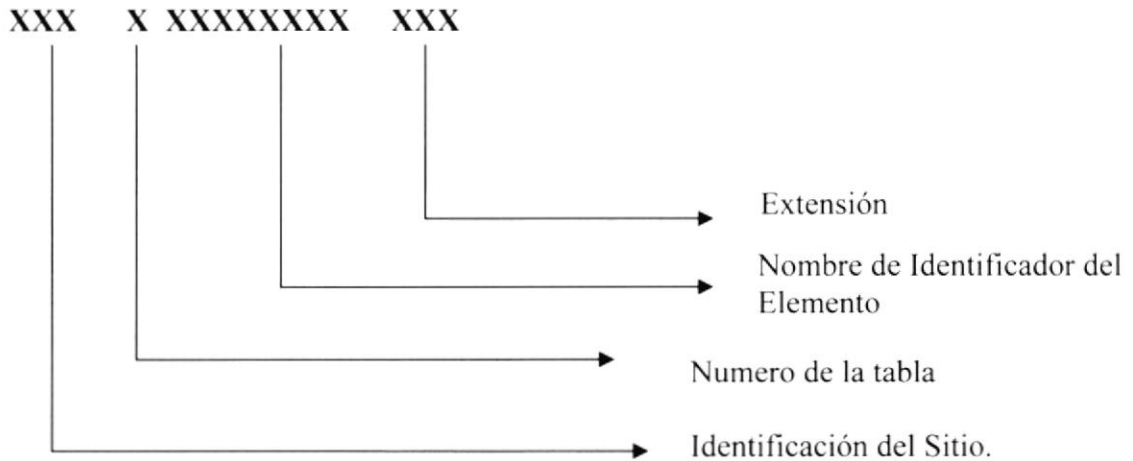 XXX X XXXXXXXX XXX
Extensión
Nombre de Identificador del
Elemento
Numero de la tabla
Identificación del Sitio.